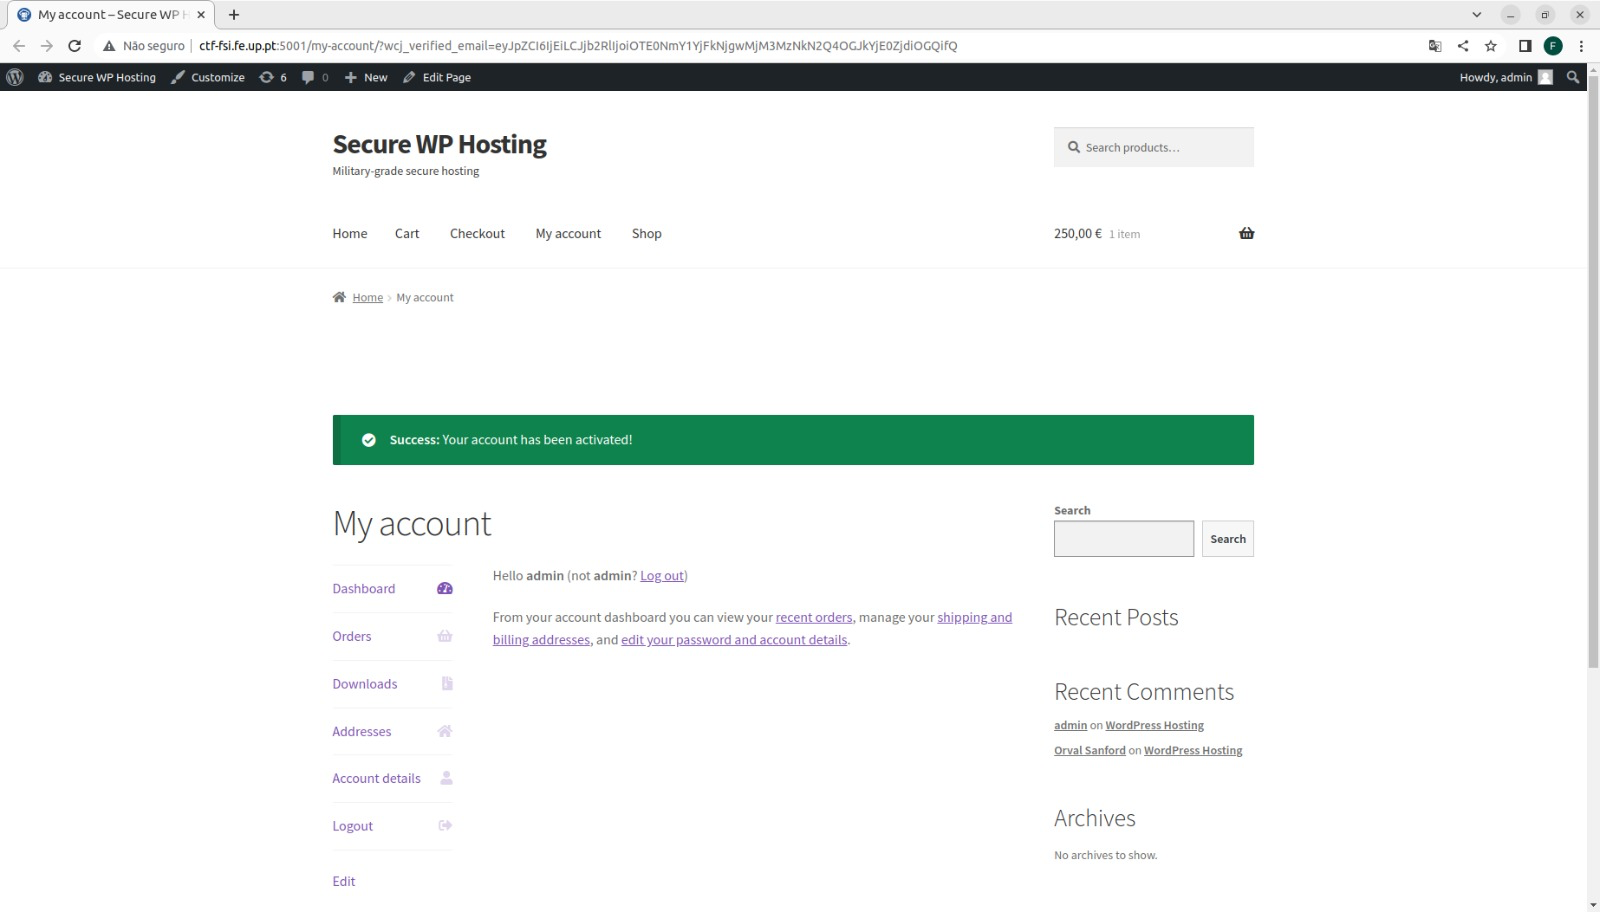 My account – Secure WP H
Não seguro
ctf-fsi.fe.up.pt:5001/my-account/?wcj_verified_email=eyJpZCI6IjEiLCJjb2RlIjoiOTE0NmY1YjFkNjgwMjM3MzNkN2Q4OGJkYjE0ZjdiOGQifQ
F
Secure WP Hosting
Customize
6
0
New
Edit Page
Howdy, admin
Secure WP Hosting
Military-grade secure hosting
Search products…
Home
Cart
Checkout
My account
Shop
250,00 € 1 item
Home
My account
Success: Your account has been activated!
My account
Dashboard
Orders
Downloads
Addresses
Account details
Logout
Edit
Hello admin (not admin? Log out)
From your account dashboard you can view your recent orders, manage your shipping and
billing addresses, and edit your password and account details.
Search
Search
Recent Posts
Recent Comments
admin on WordPress Hosting
Orval Sanford on WordPress Hosting
Archives
No archives to show.